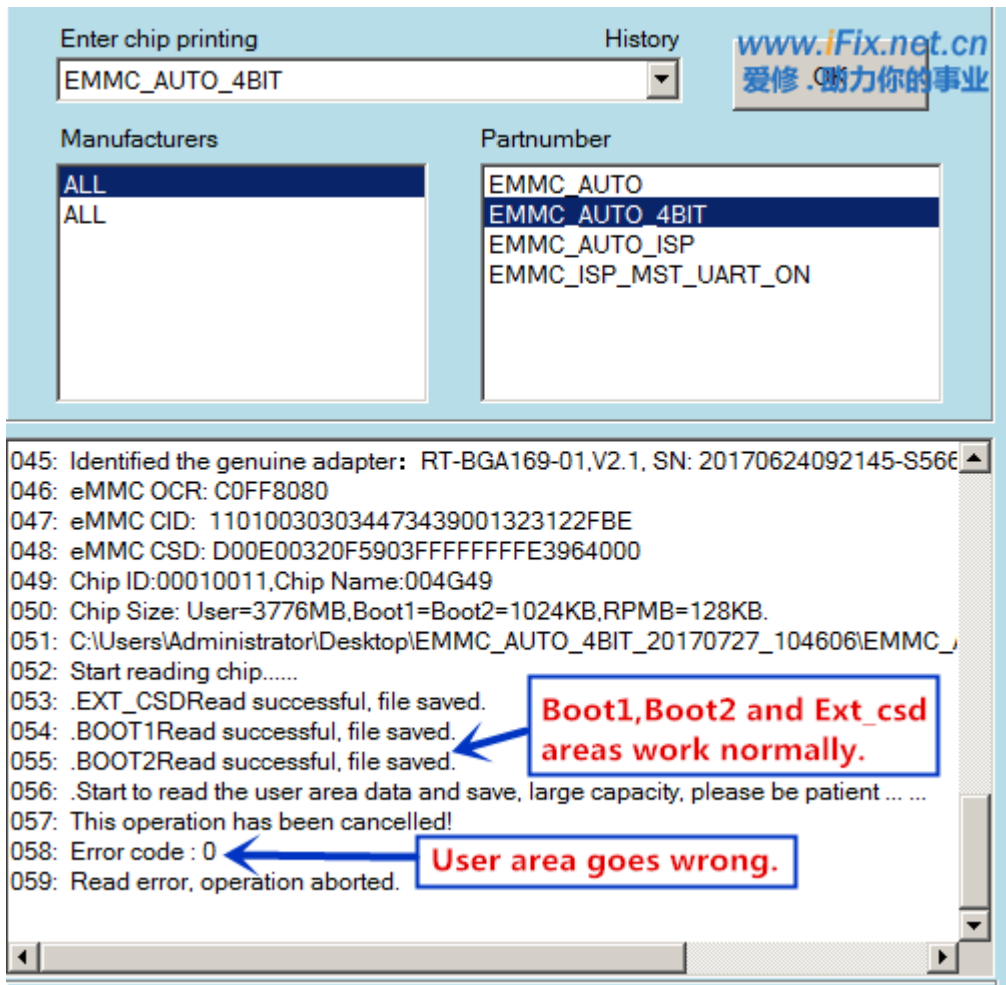 Enter chip printing
History
www.iFix.net.cn
爱修 . 助力你的事业
EMMC_AUTO_4BIT
OK
Manufacturers
Partnumber
ALL
ALL
EMMC_AUTO
EMMC_AUTO_4BIT
EMMC_AUTO_ISP
EMMC_ISP_MST_UART_ON
045: Identified the genuine adapter：RT-BGA169-01,V2.1, SN: 20170624092145-S566
046: eMMC OCR: C0FF8080
047: eMMC CID: 110100303034473439001323122FBE
048: eMMC CSD: D00E00320F5903FFFFFFFFE3964000
049: Chip ID:00010011,Chip Name:004G49
050: Chip Size: User=3776MB,Boot1=Boot2=1024KB,RPMB=128KB.
051: C:\Users\Administrator\Desktop\EMMC_AUTO_4BIT_20170727_104606\EMMC_
052: Start reading chip......
053: .EXT_CSDRead successful, file saved.
054: .BOOT1Read successful, file saved.
055: .BOOT2Read successful, file saved.
Boot1,Boot2 and Ext_csd
areas work normally.
056: .Start to read the user area data and save, large capacity, please be patient ... ...
057: This operation has been cancelled!
058: Error code : 0
User area goes wrong.
059: Read error, operation aborted.